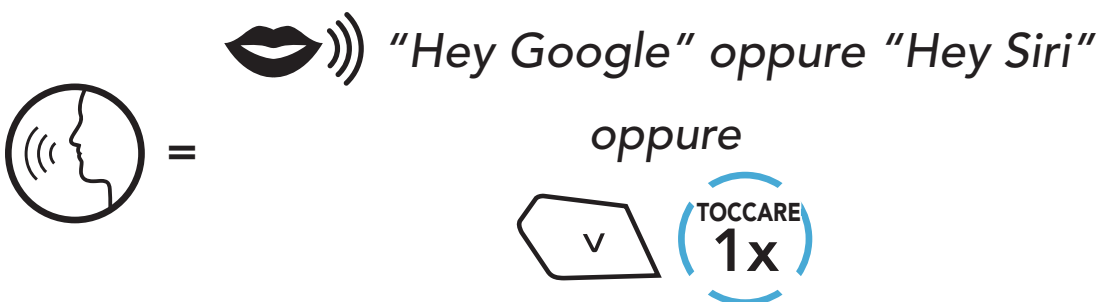 “Hey Google” oppure “Hey Siri”
=
oppure
TOCCARE
1x